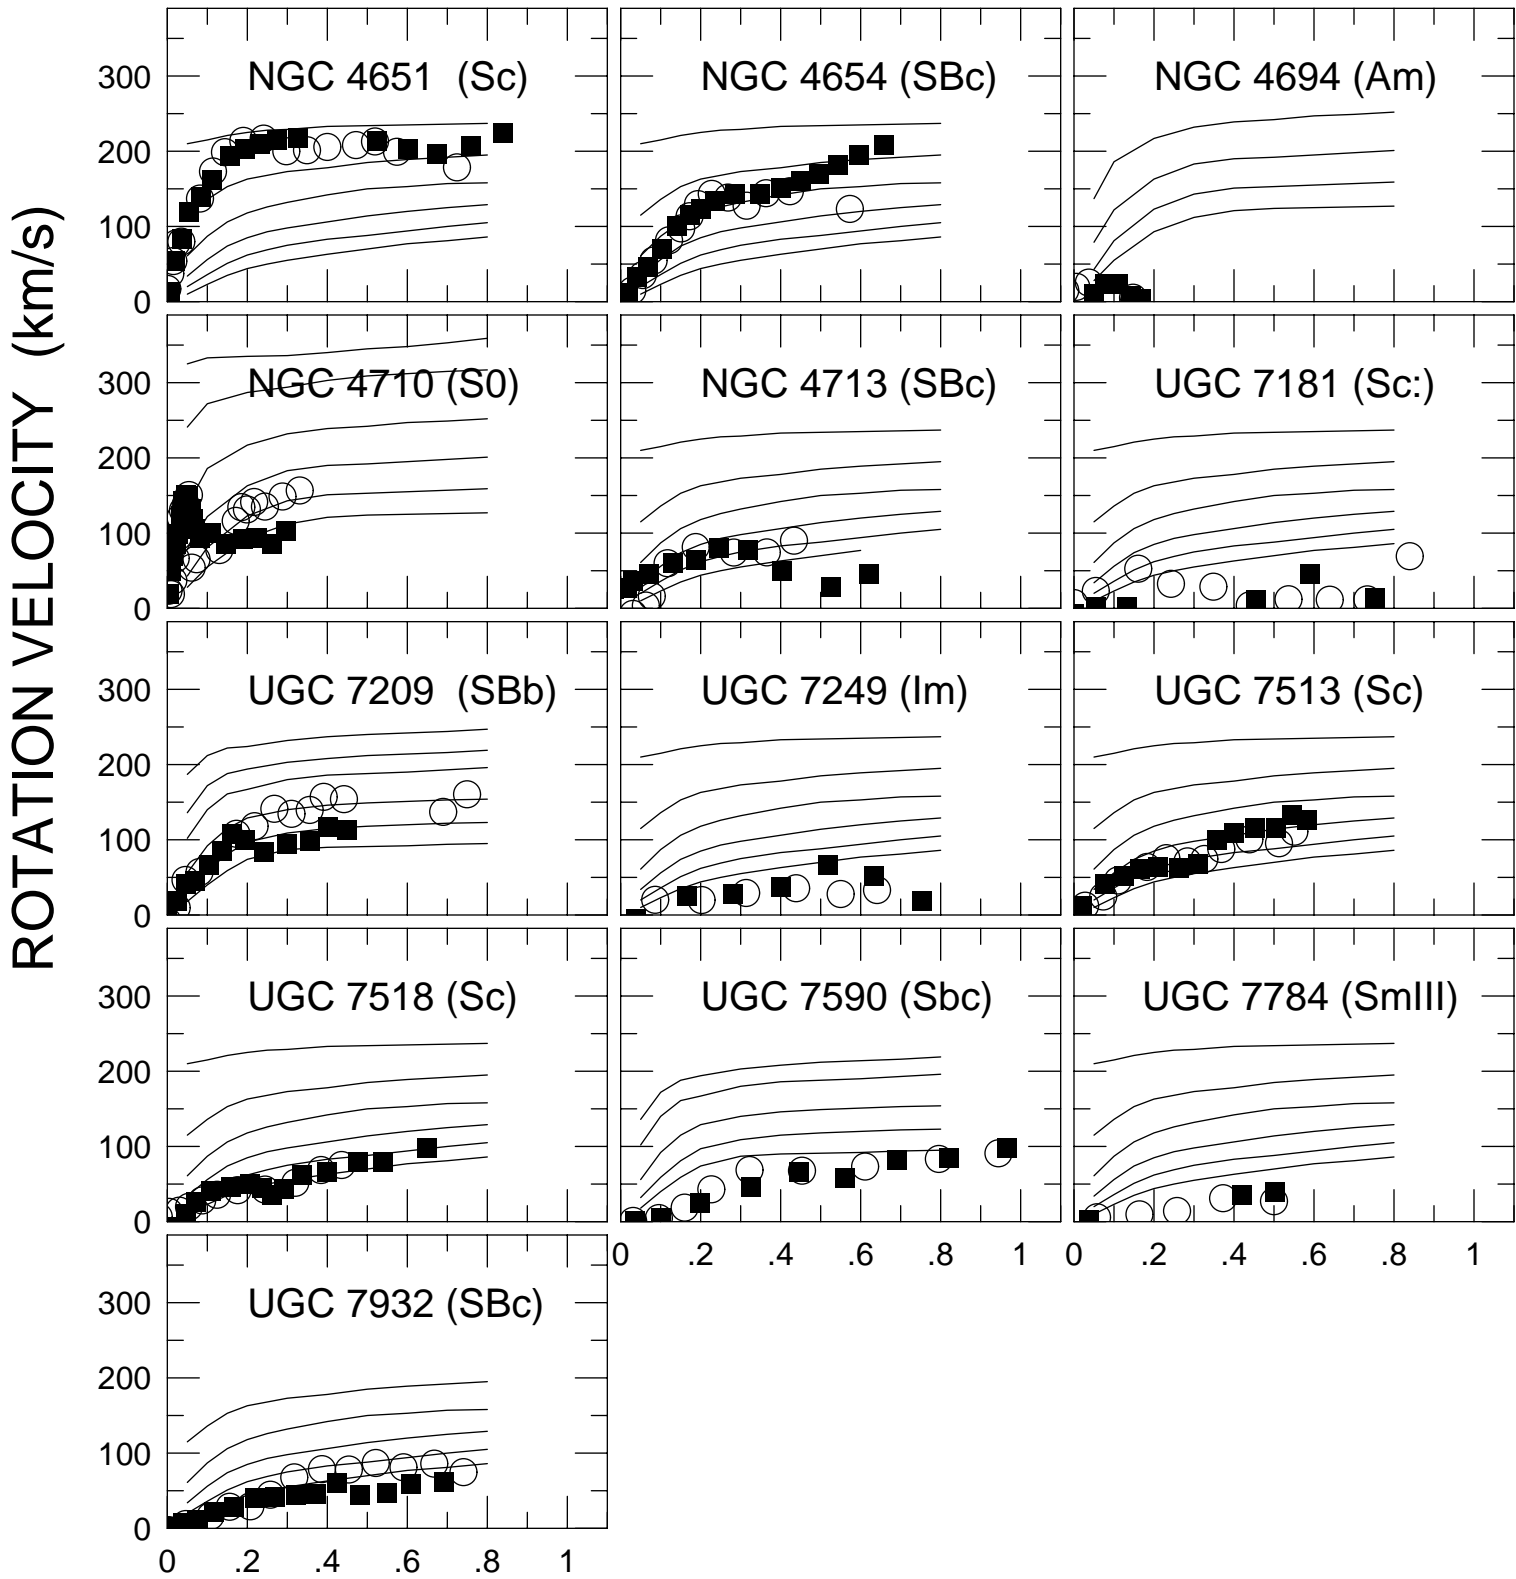 ROTATION VELOCITY (km/s)
NGC 4651 (Sc)
NGC 4654 (SBc)
NGC 4694 (Am)
300
200
100
0
NGC 4710 (S0)
NGC 4713 (SBc)
UGC 7181 (Sc:)
300
200
100
0
UGC 7209 (SBb)
UGC 7249 (Im)
UGC 7513 (Sc)
300
200
100
0
UGC 7518 (Sc)
UGC 7590 (Sbc)
UGC 7784 (SmIII)
300
200
100
0
0 .2 .4 .6 .8 1
0 .2 .4 .6 .8 1
UGC 7932 (SBc)
300
200
100
0
0 .2 .4 .6 .8 1